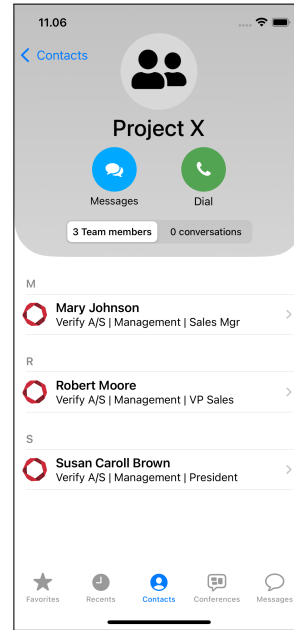 11.06
Contacts
Project X
Messages
Dial
3 Team members
0 conversations
M
Mary Johnson
Verify A/S | Management | Sales Mgr
R
Robert Moore
Verify A/S | Management | VP Sales
S
Susan Caroll Brown
Verify A/S | Management | President
Favorites
Recents
Contacts
Conferences
Messages